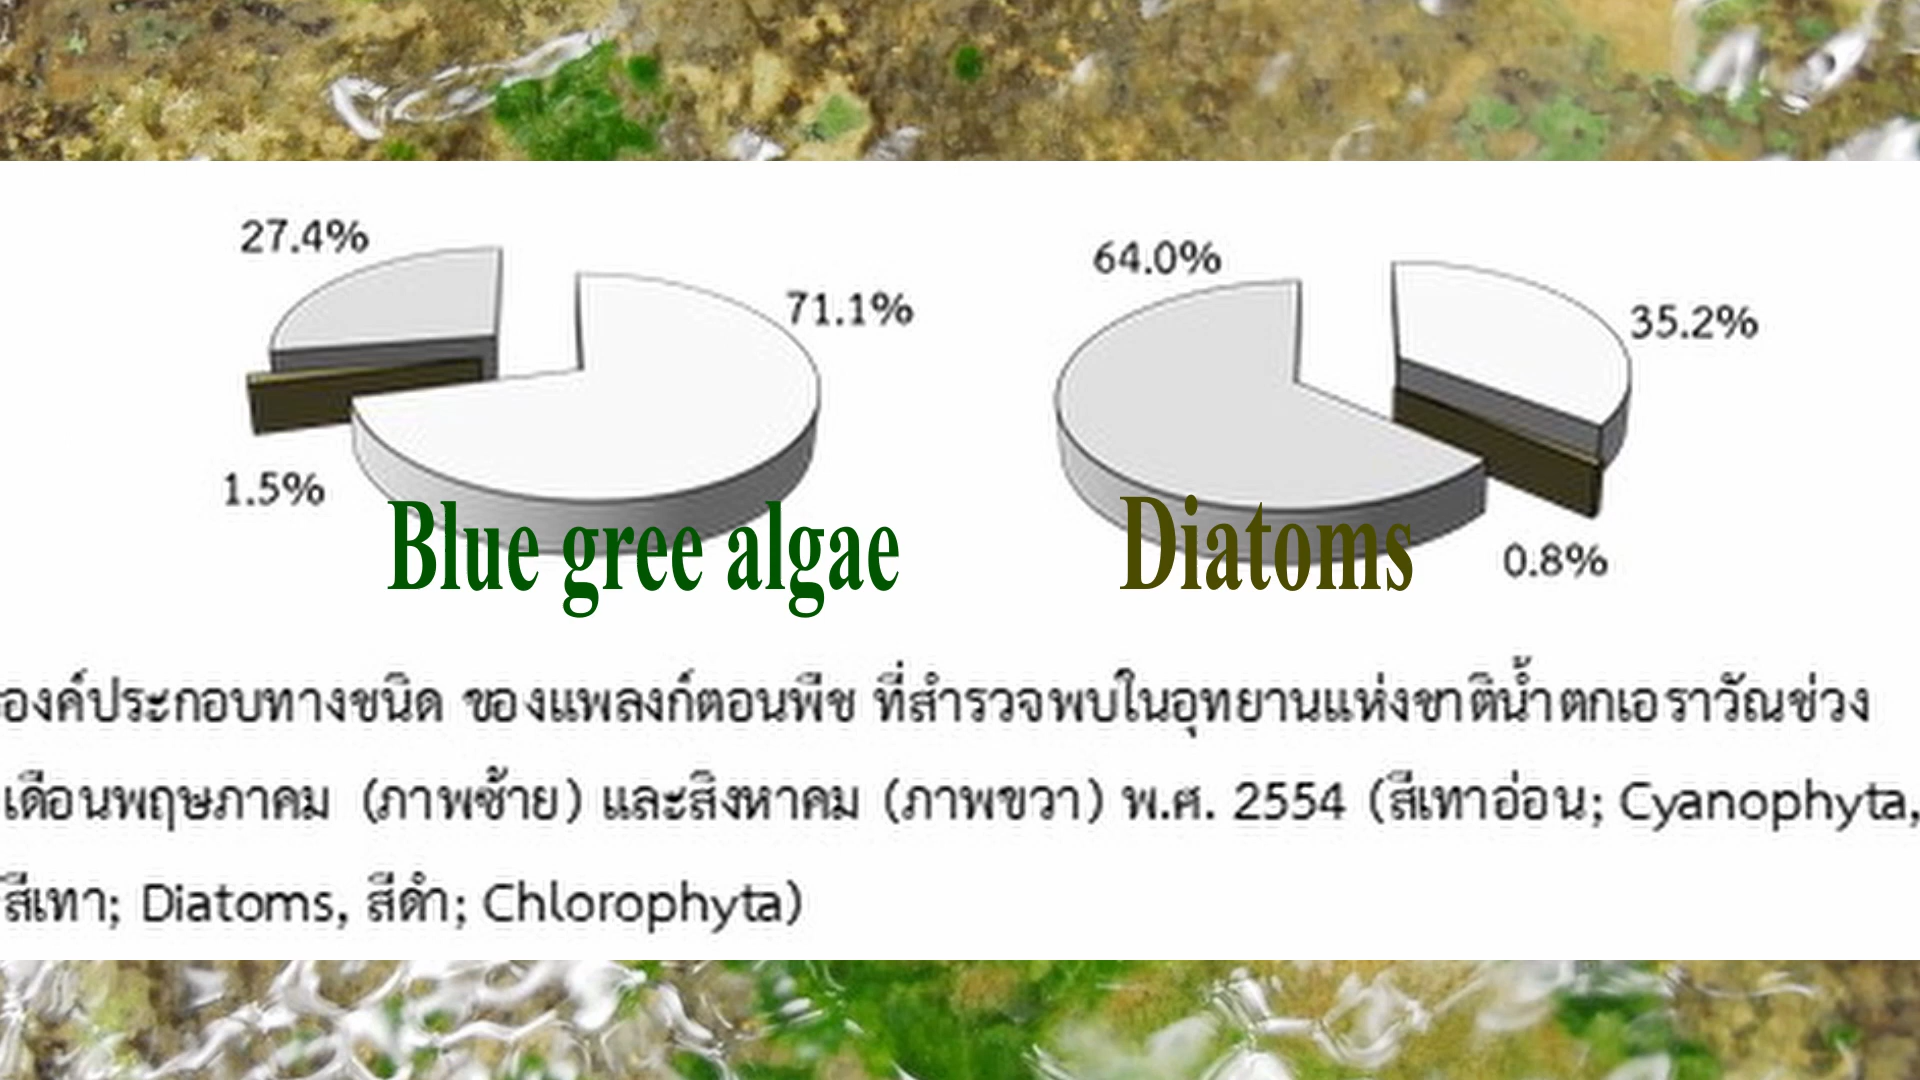 27.4%
71.1%
1.5%
Blue gree algae
64.0%
35.2%
0.8%
Diatoms
องค์ประกอบทางชนิด ของแพลงก์ตอนพืช ที่สำรวจพบในอุทยานแห่งชาติน้ำตกเอราวัณช่วง
เดือนพฤษภาคม (ภาพซ้าย) และสิงหาคม (ภาพขวา) พ.ศ. 2554 (สีเทาอ่อน; Cyanophyta,
สีเทา; Diatoms, สีดำ; Chlorophyta)